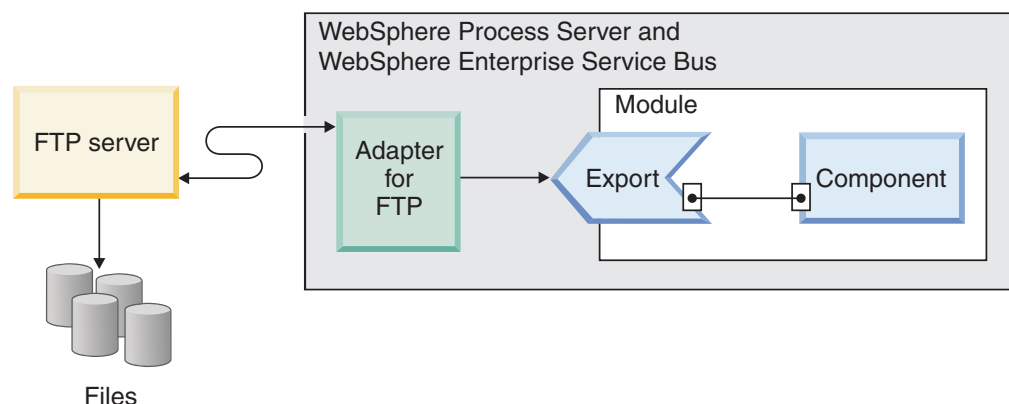 WebSphere Process Server and
WebSphere Enterprise Service Bus
Module
FTP server
Adapter
for
FTP
Export
Component
Files